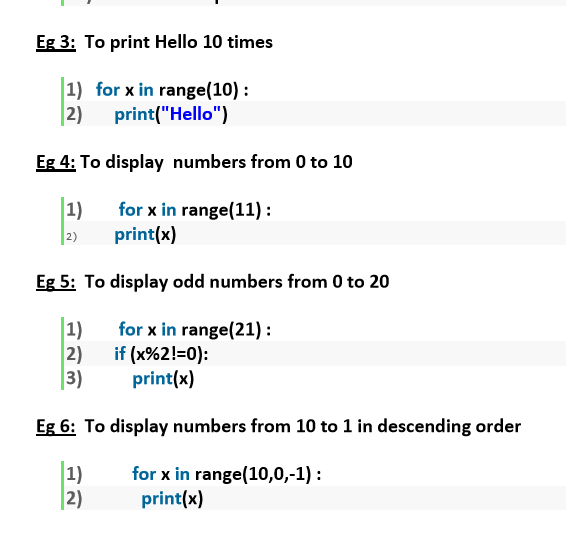 Eg 3: To print Hello 10 times
1) for x in range(10) :
2) print("Hello")
Eg 4: To display numbers from 0 to 10
1) for x in range(11) :
2) print(x)
Eg 5: To display odd numbers from 0 to 20
1) for x in range(21) :
2) if (x%2!=0):
3) print(x)
Eg 6: To display numbers from 10 to 1 in descending order
1) for x in range(10,0,-1) :
2) print(x)